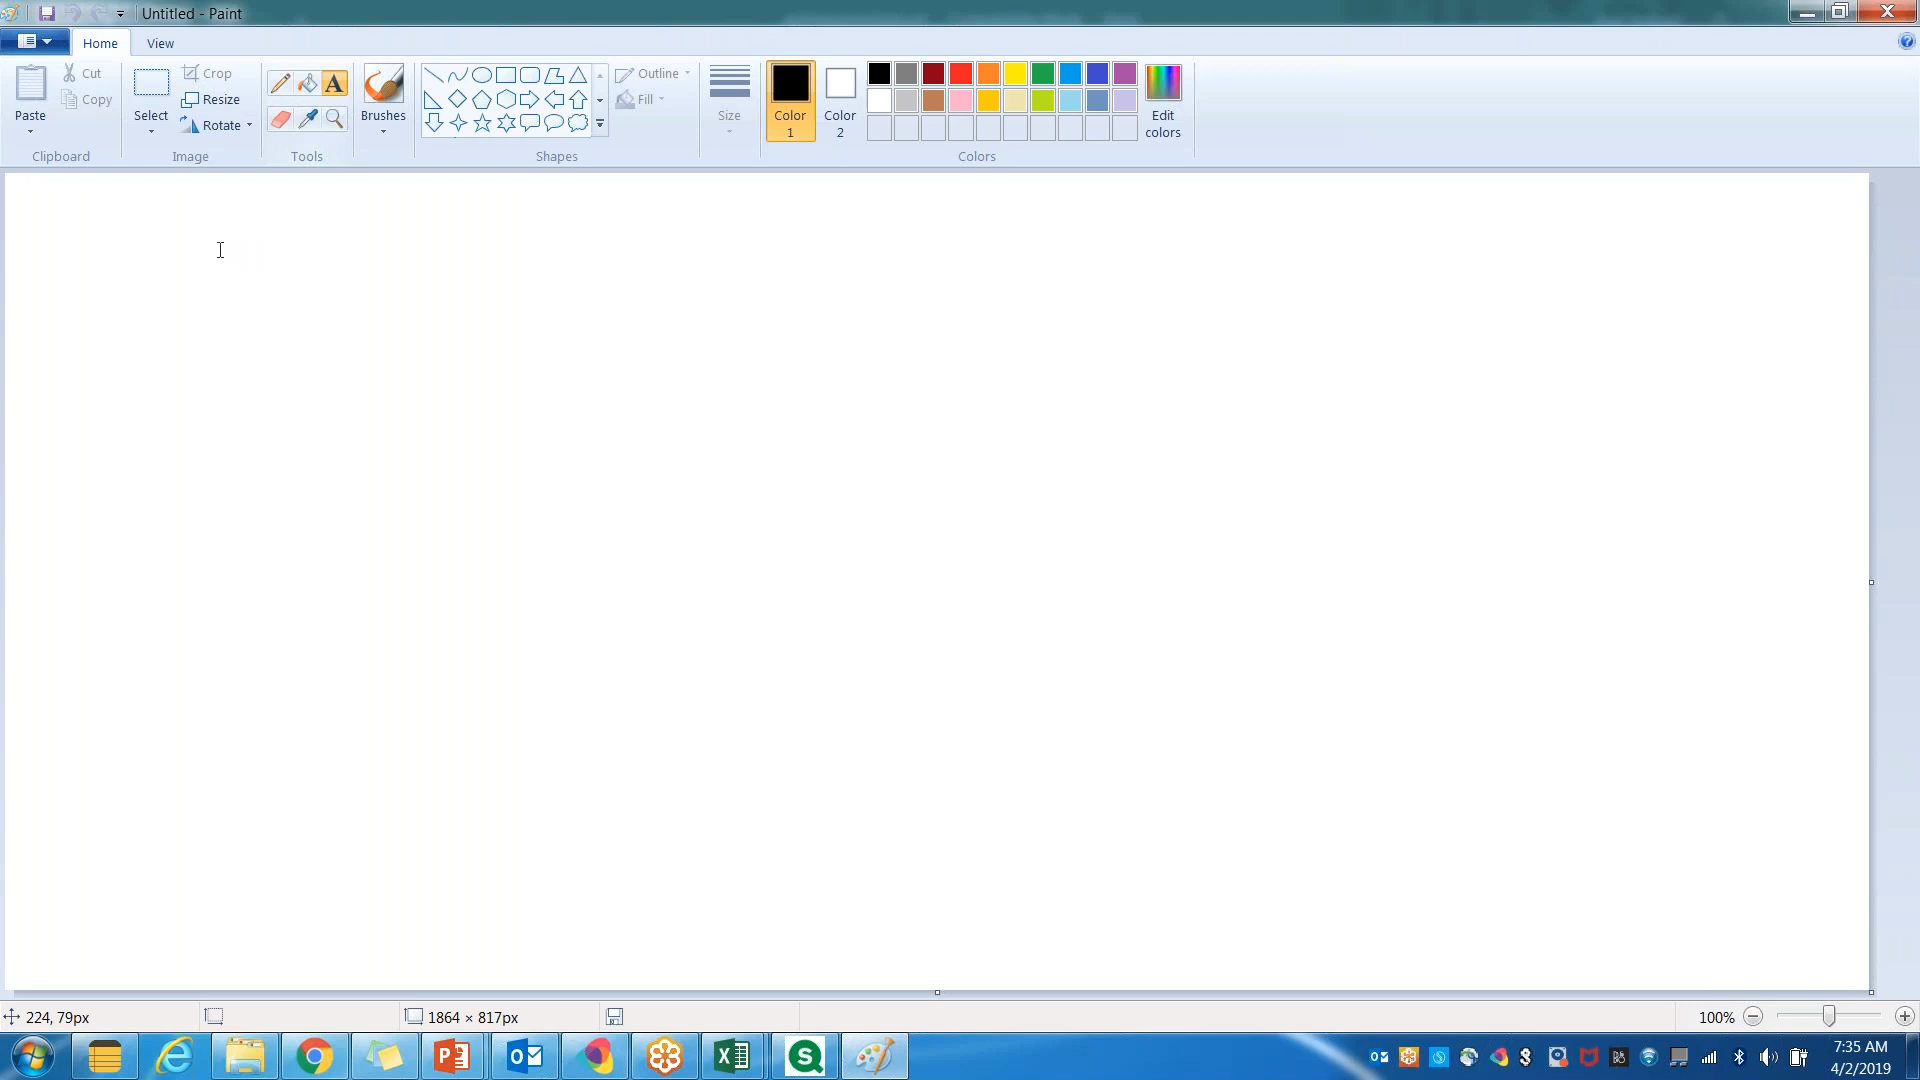 Untitled - Paint
Home View
Paste
Cut
Copy
Clipboard
Select
Crop
Resize
Rotate
Image
A
Tools
Brushes
Shapes
Outline
Fill
Size
Color 1
Color 2
Edit colors
Colors
224, 79px
1864 × 817px
100%
7:35 AM
4/2/2019